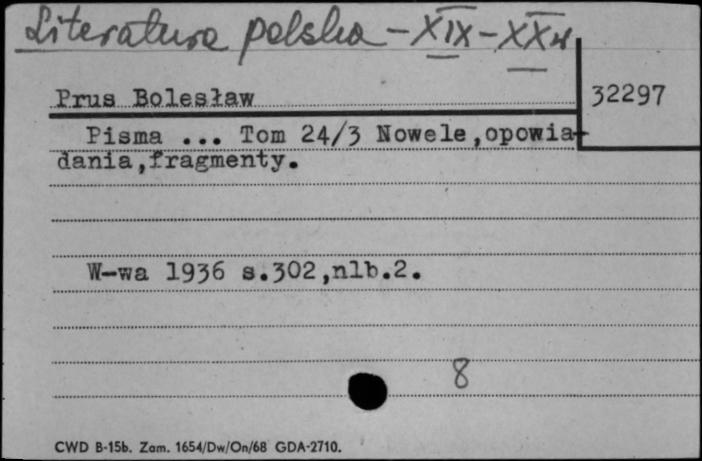 Literatura polska - XIX - XX w
Prus Bolesław
32297
Pisma ... Tom 24/3 Nowele,opowia-
dania,fragmenty.
W-wa 1936 s.302,nlb.2.
8
CWD B-15b. Zam. 1654/Dw/On/68 GDA-2710.